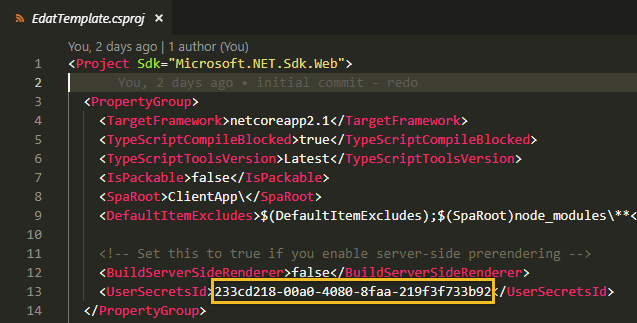 EdatTemplate.csproj ×
You, 2 days ago | 1 author (You)
1 <Project Sdk="Microsoft.NET.Sdk.Web">
2 You, 2 days ago • initial commit – redo
3 <PropertyGroup>
4 <TargetFramework>netcoreapp2.1</TargetFramework>
5 <TypeScriptCompileBlocked>true</TypeScriptCompileBlocked>
6 <TypeScriptToolsVersion>Latest</TypeScriptToolsVersion>
7 <IsPackable>false</IsPackable>
8 <SpaRoot>ClientApp\</SpaRoot>
9 <DefaultItemExcludes>$(DefaultItemExcludes);$(SpaRoot)node_modules\**<
10
11 <!-- Set this to true if you enable server-side prerendering -->
12 <BuildServerSideRenderer>false</BuildServerSideRenderer>
13 <UserSecretsId>233cd218-00a0-4080-8faa-219f3f733b92</UserSecretsId>
14 </PropertyGroup>